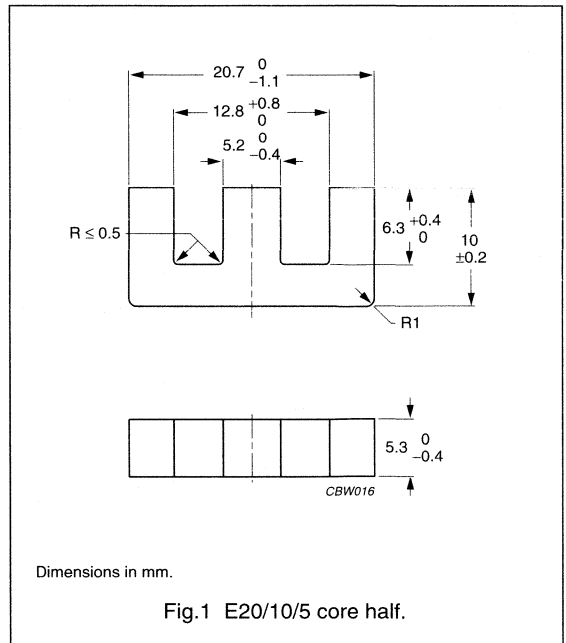 20.7 0
−1.1
12.8 +0.8
0
5.2 0
−0.4
R ≤ 0.5
6.3 +0.4
0
10
±0.2
R1
5.3 0
−0.4
CBW016
Dimensions in mm.
Fig.1 E20/10/5 core half.